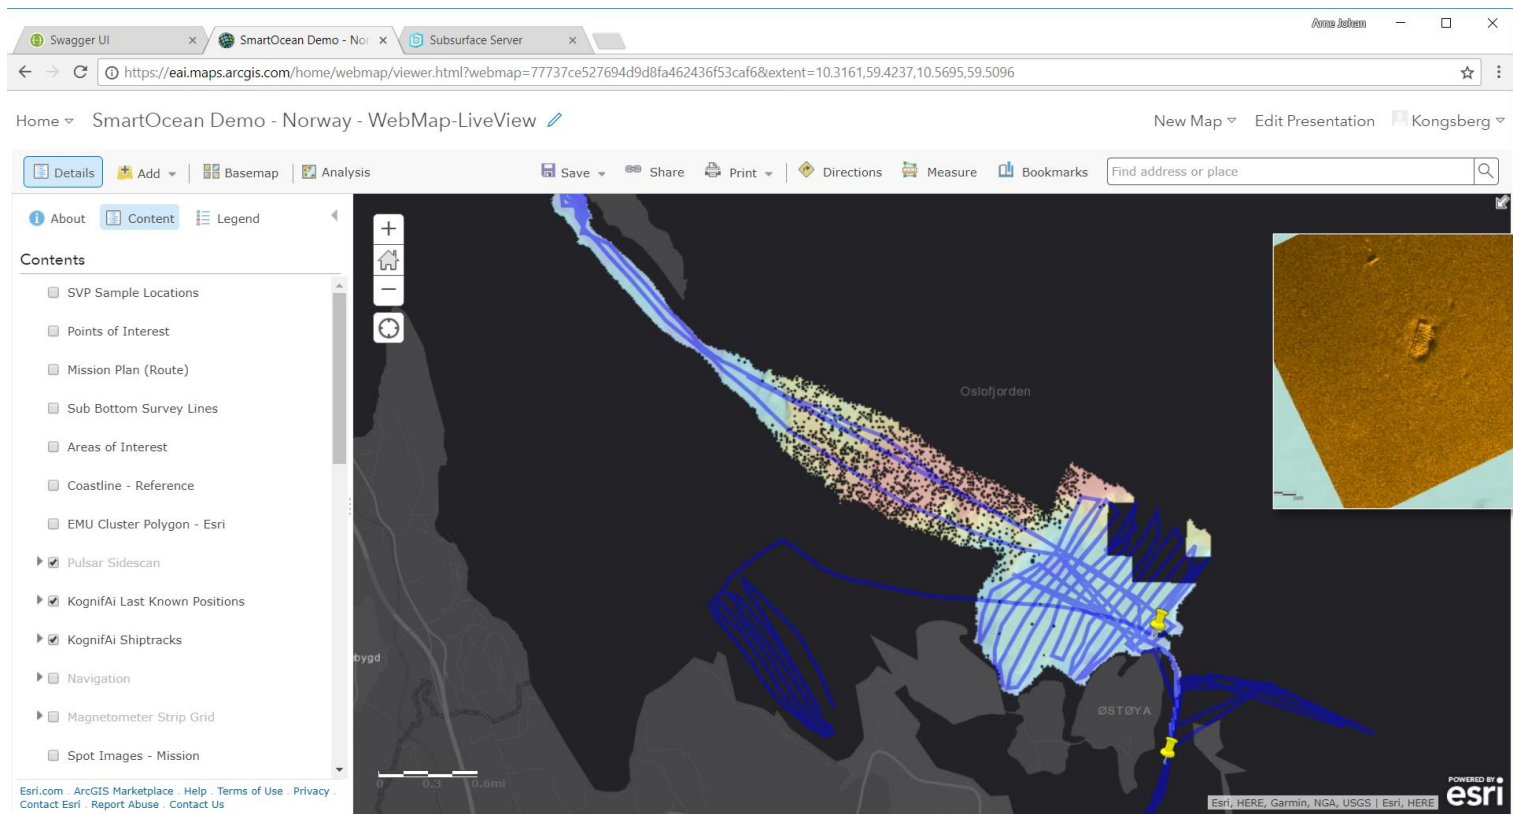 Arne Johan
Swagger UI
SmartOcean Demo - Nor
Subsurface Server
https://eai.maps.arcgis.com/home/webmap/viewer.html?webmap=77737ce527694d9d8fa462436f53caf6&extent=10.3161,59.4237,10.5695,59.5096
Home SmartOcean Demo - Norway - WebMap-LiveView
New Map Edit Presentation Kongsberg
Details Add Basemap Analysis Save Share Print Directions Measure Bookmarks Find address or place
About Content Legend
Contents
SVP Sample Locations
Points of Interest
Mission Plan (Route)
Sub Bottom Survey Lines
Areas of Interest
Coastline - Reference
EMU Cluster Polygon - Esri
Pulsar Sidescan
KognifAi Last Known Positions
KognifAi Shiptracks
Navigation
Magnetometer Strip Grid
Spot Images - Mission
Esri.com . ArcGIS Marketplace . Help . Terms of Use . Privacy .
Contact Esri . Report Abuse . Contact Us
Oslofjorden
bygd
ØSTØYA
0 0.3 0.6mi
POWERED BY
esri
Esri, HERE, Garmin, NGA, USGS | Esri, HERE